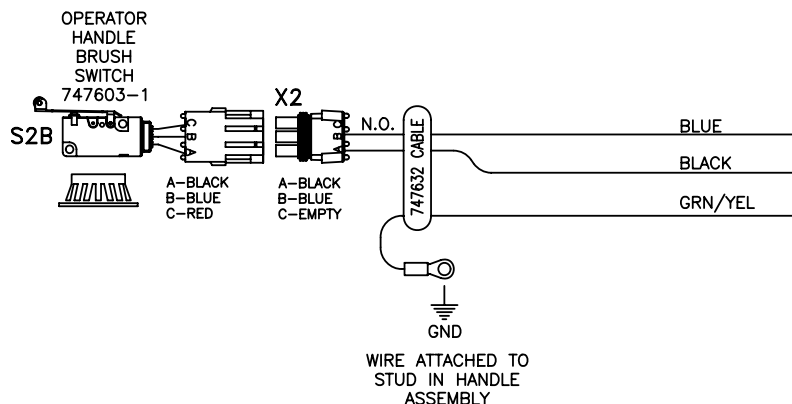 OPERATOR
HANDLE
BRUSH
SWITCH
747603-1
S2B
C
B
A
A-BLACK
B-BLUE
C-RED
X2
C
B
A
A-BLACK
B-BLUE
C-EMPTY
N.O.
747632 CABLE
BLUE
BLACK
GRN/YEL
GND
WIRE ATTACHED TO
STUD IN HANDLE
ASSEMBLY